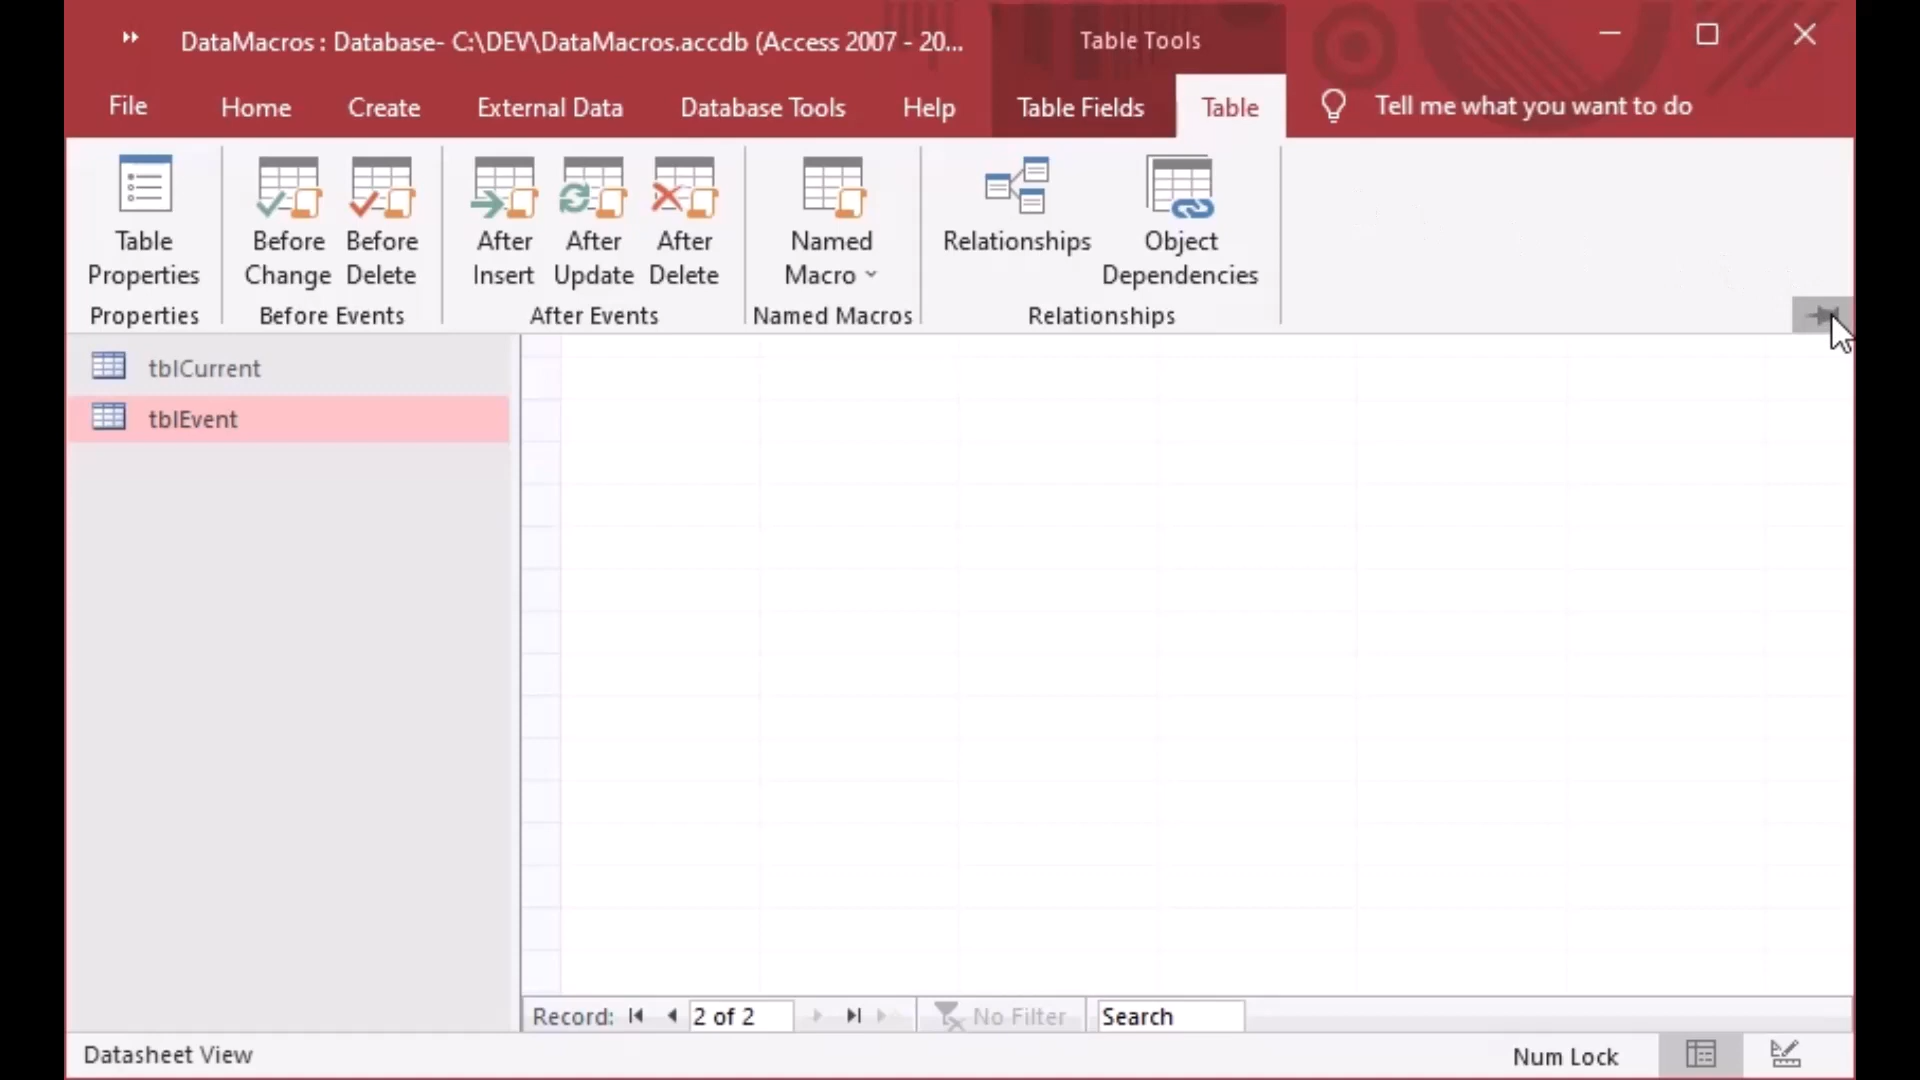 DataMacros : Database- C:\DEV\DataMacros.accdb (Access 2007 - 20...
Table Tools
File Home Create External Data Database Tools Help Table Fields Table Tell me what you want to do
Table Properties
Before Change
Before Delete
After Insert
After Update
After Delete
Named Macro
Relationships
Object Dependencies
Properties Before Events After Events Named Macros Relationships
tblCurrent
tblEvent
Record: 2 of 2 No Filter Search
Datasheet View Num Lock